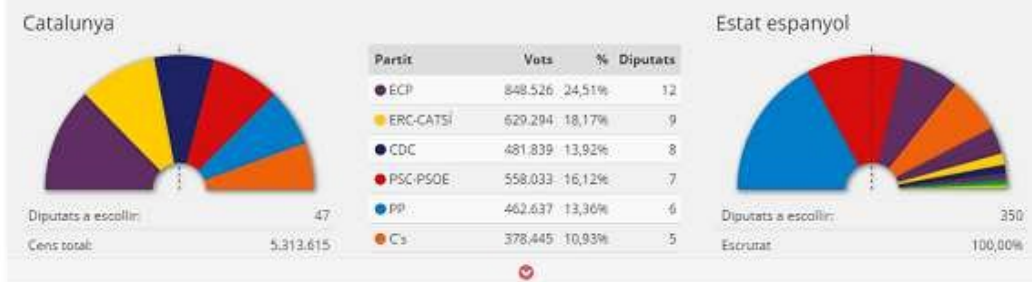 Catalunya
Diputats a escollir: 47
Cens total: 5.313.615
Partit Vots % Diputats
ECP 848.526 24,51% 12
ERC-CATSÍ 629.294 18,17% 9
CDC 481.839 13,92% 8
PSC-PSOE 558.033 16,12% 7
PP 462.637 13,36% 6
C's 378.445 10,93% 5
Estat espanyol
Diputats a escollir: 350
Escrutat 100,00%